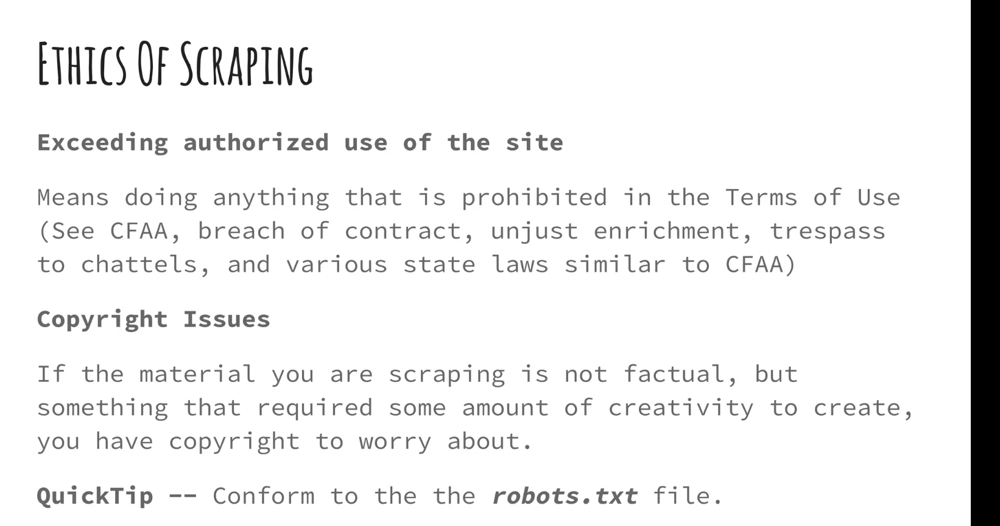 Ethics Of Scraping
Exceeding authorized use of the site
Means doing anything that is prohibited in the Terms of Use
(See CFAA, breach of contract, unjust enrichment, trespass
to chattels, and various state laws similar to CFAA)
Copyright Issues
If the material you are scraping is not factual, but
something that required some amount of creativity to create,
you have copyright to worry about.
QuickTip -- Conform to the the robots.txt file.